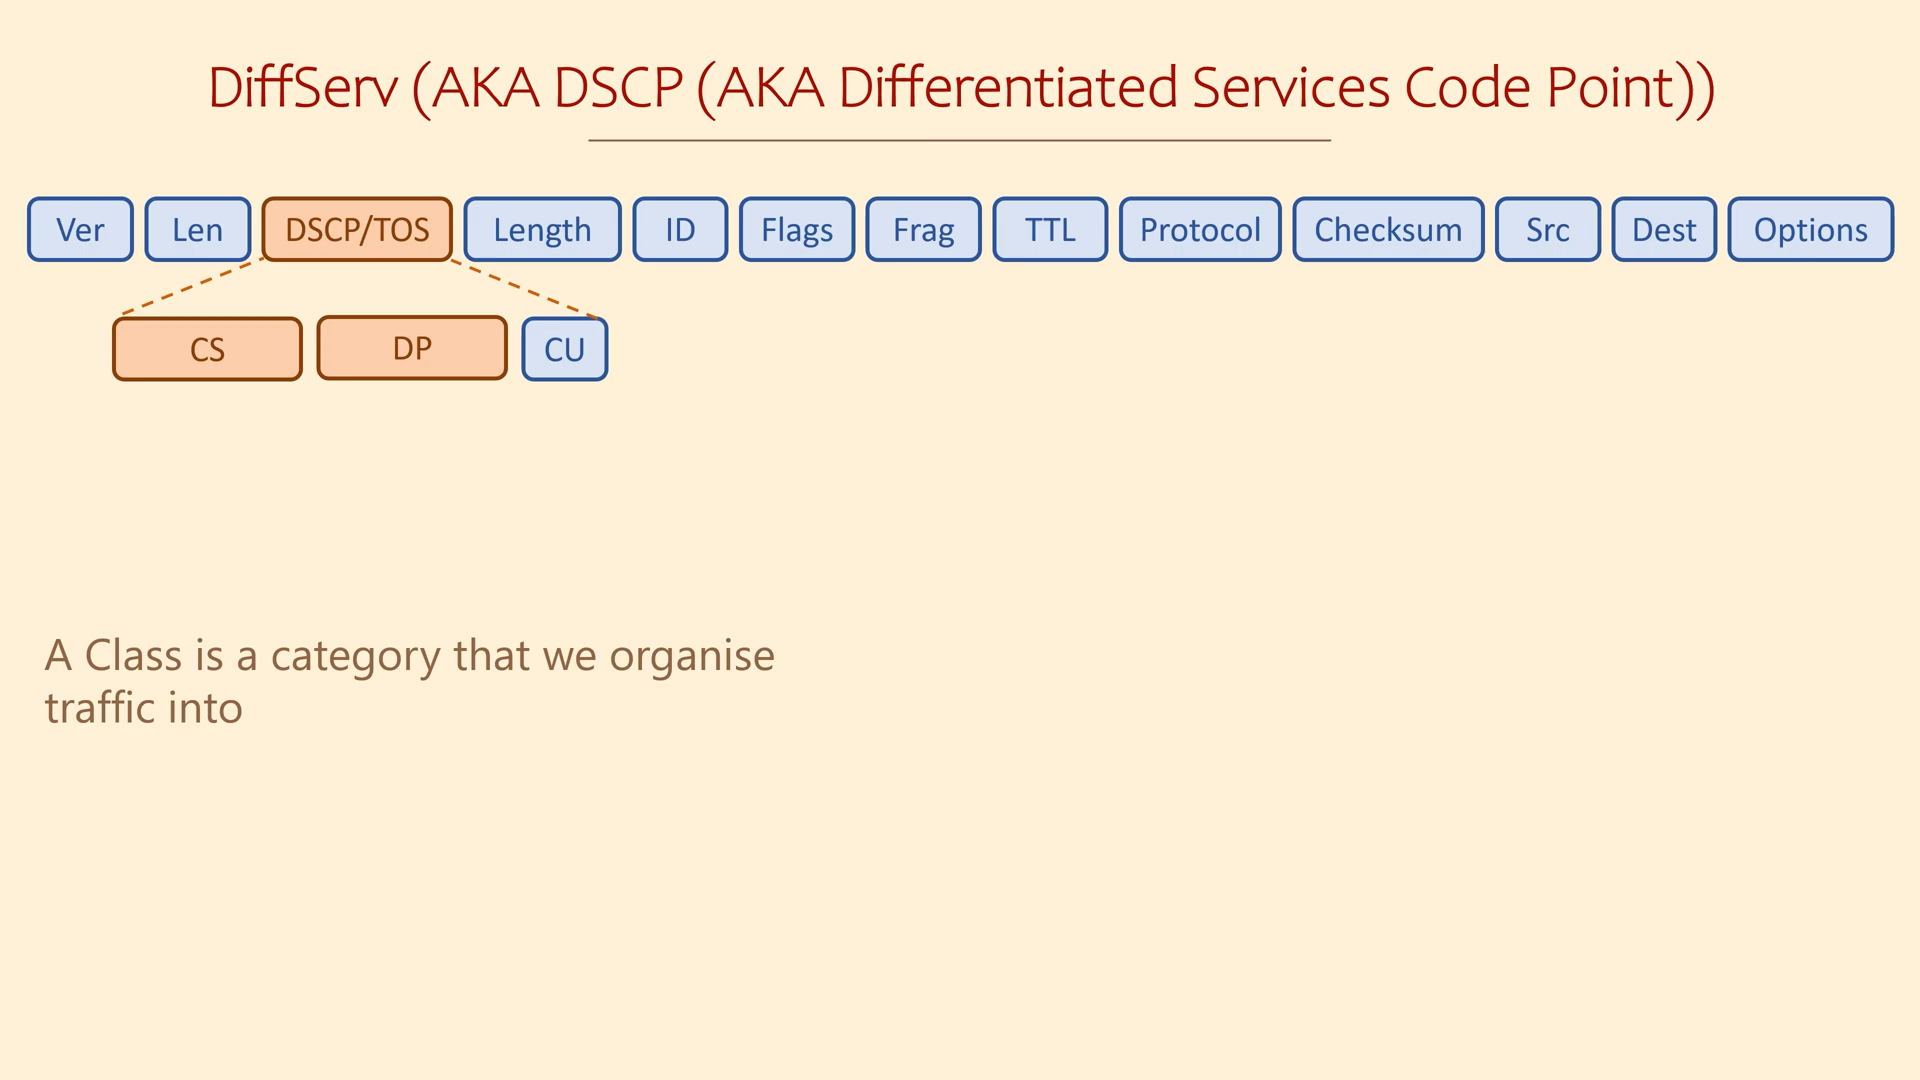 DiffServ (AKA DSCP (AKA Differentiated Services Code Point))
Ver Len DSCP/TOS Length ID Flags Frag TTL Protocol Checksum Src Dest Options
CS DP CU
A Class is a category that we organise
traffic into